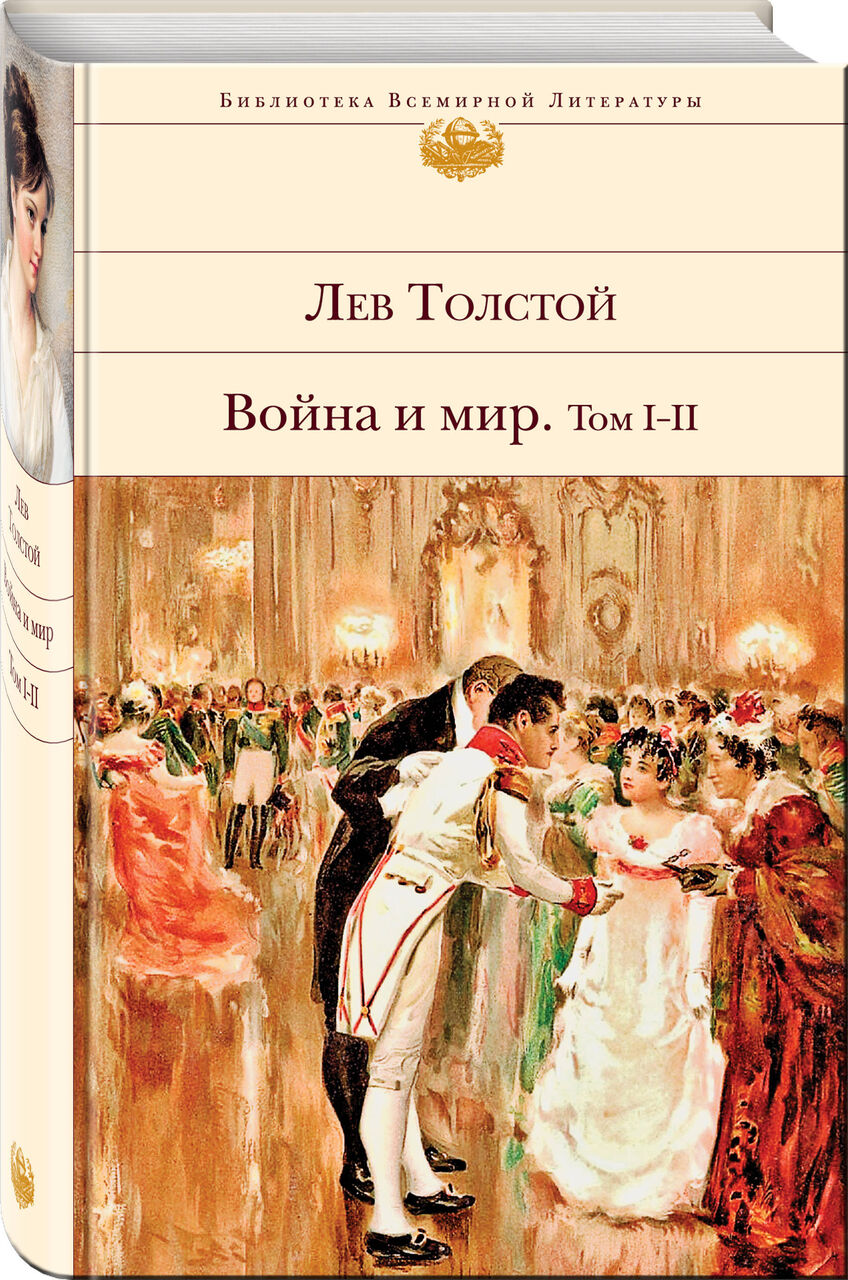 Библиотека Всемирной Литературы
Лев Толстой
Война и мир. Том I–II
Лев
Толстой
Война и мир
Том I–II